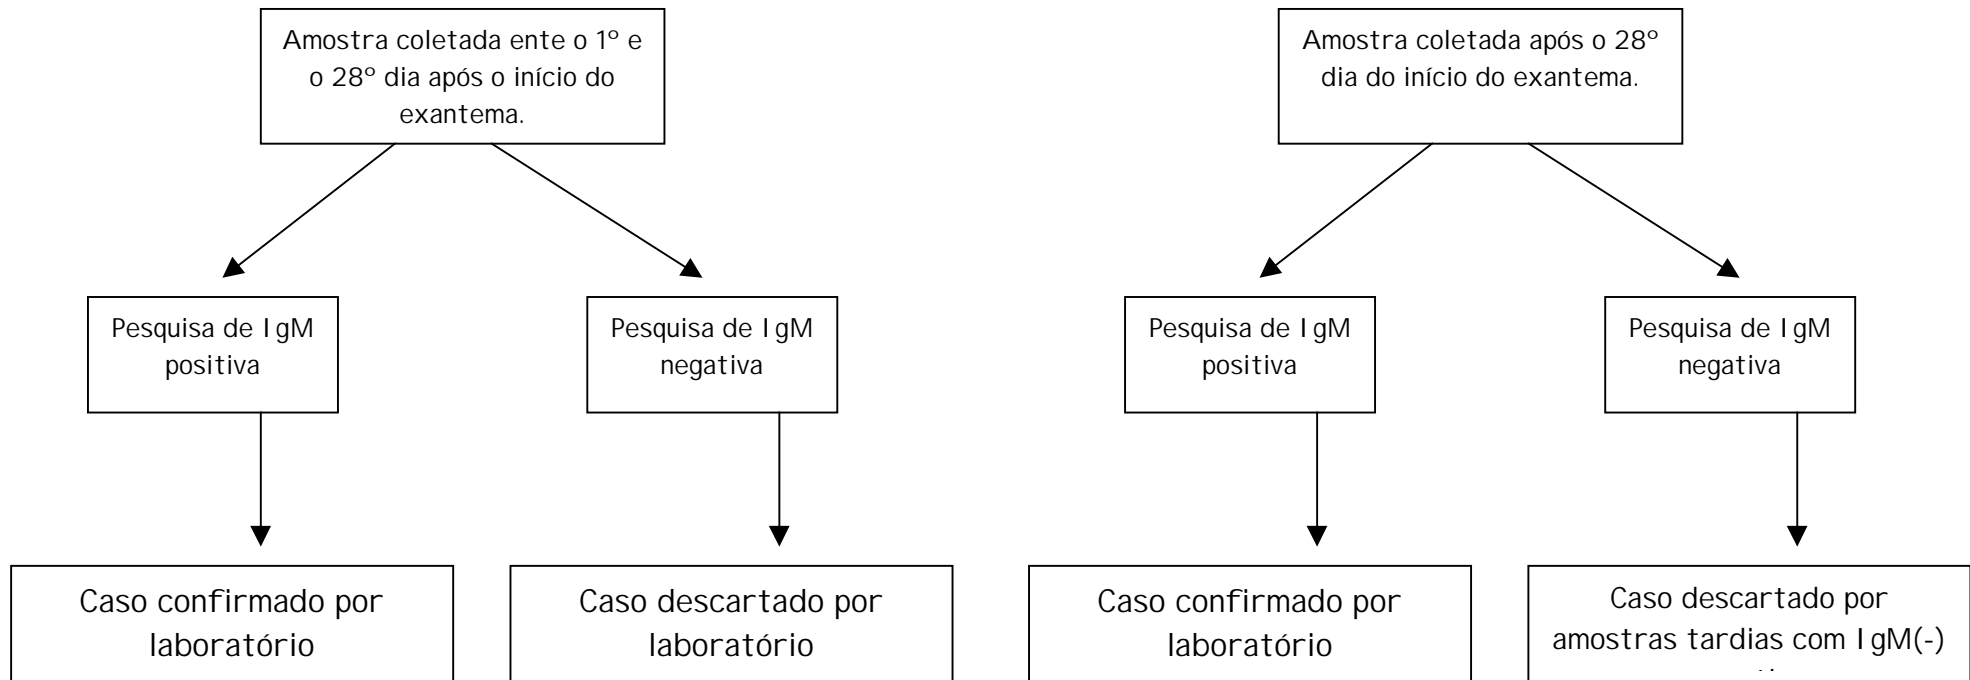 Amostra coletada ente o 1º e
o 28º dia após o início do
exantema.
Amostra coletada após o 28º
dia do início do exantema.
Pesquisa de IgM
positiva
Pesquisa de IgM
negativa
Pesquisa de IgM
positiva
Pesquisa de IgM
negativa
Caso confirmado por
laboratório
Caso descartado por
laboratório
Caso confirmado por
laboratório
Caso descartado por
amostras tardias com IgM(-)